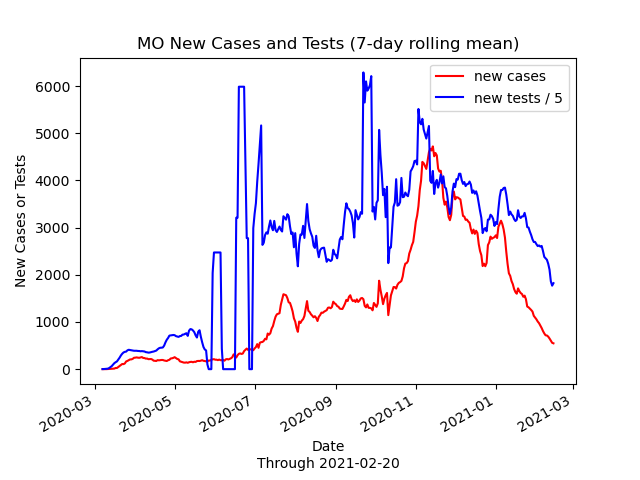 MO New Cases and Tests (7-day rolling mean)
new cases
new tests / 5
New Cases or Tests
6000
5000
4000
3000
2000
1000
0
2020-03
2020-05
2020-07
2020-09
2020-11
2021-01
2021-03
Date
Through 2021-02-20